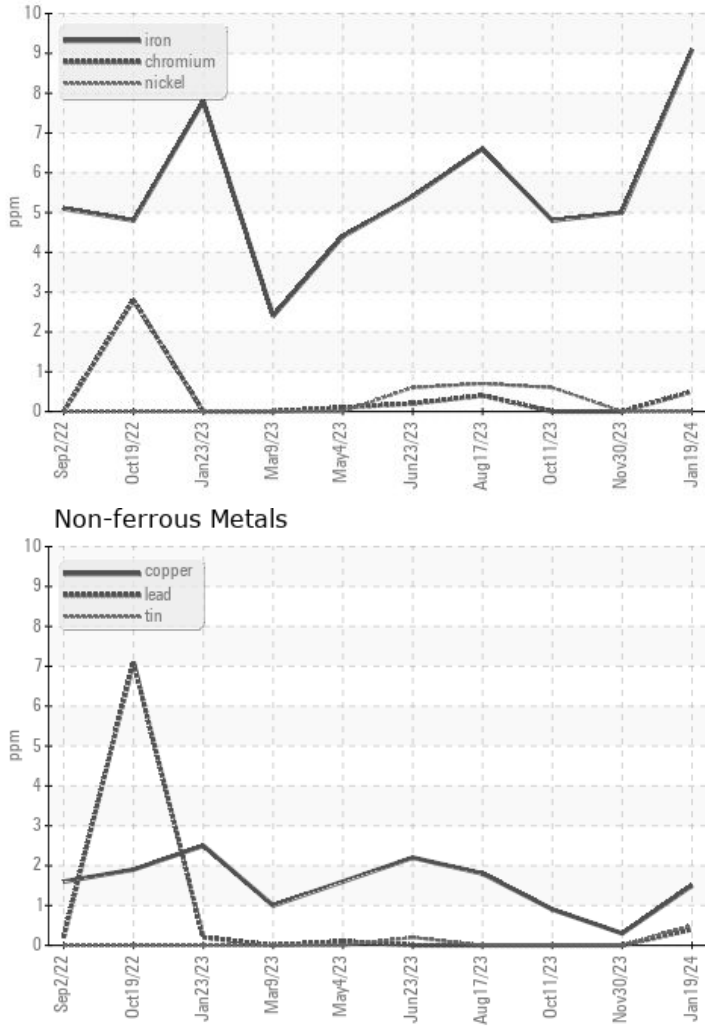 10
9
8
7
6
5
4
3
2
1
0
ppm
iron
chromium
nickel
Sep2/22
Oct19/22
Jan23/23
Mar9/23
May4/23
Jun23/23
Aug17/23
Oct11/23
Nov30/23
Jan19/24
Non-ferrous Metals
10
9
8
7
6
5
4
3
2
1
0
ppm
copper
lead
tin
Sep2/22
Oct19/22
Jan23/23
Mar9/23
May4/23
Jun23/23
Aug17/23
Oct11/23
Nov30/23
Jan19/24